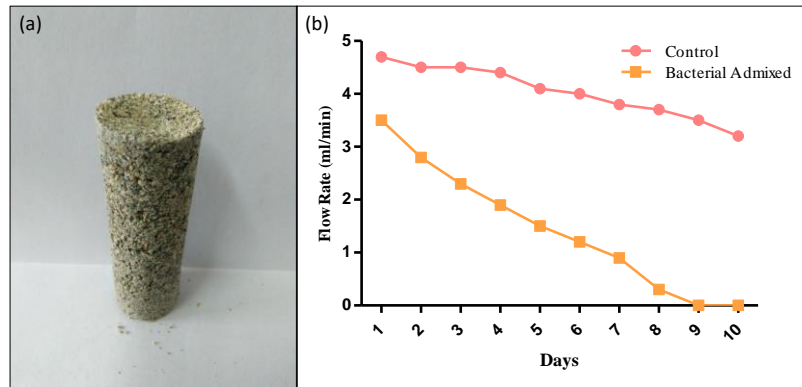 (a)
(b)
Control
Bacterial Admixed
Flow Rate (ml/min)
5
4
3
2
1
0
1 2 3 4 5 6 7 8 9 10
Days